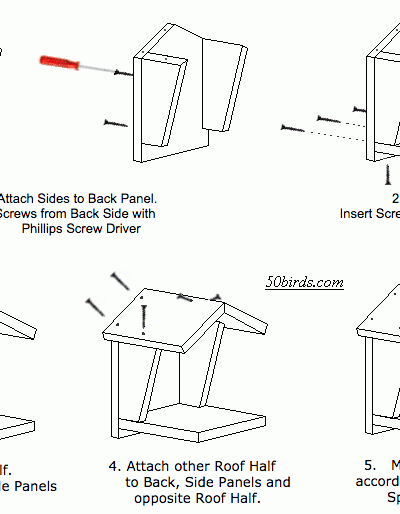 Attach Sides to Back Panel.
Screws from Back Side with
Phillips Screw Driver
2
Insert Scre
50birds.com
lf.
le Panels
4. Attach other Roof Half
to Back, Side Panels and
opposite Roof Half.
5. M
accord
Sp